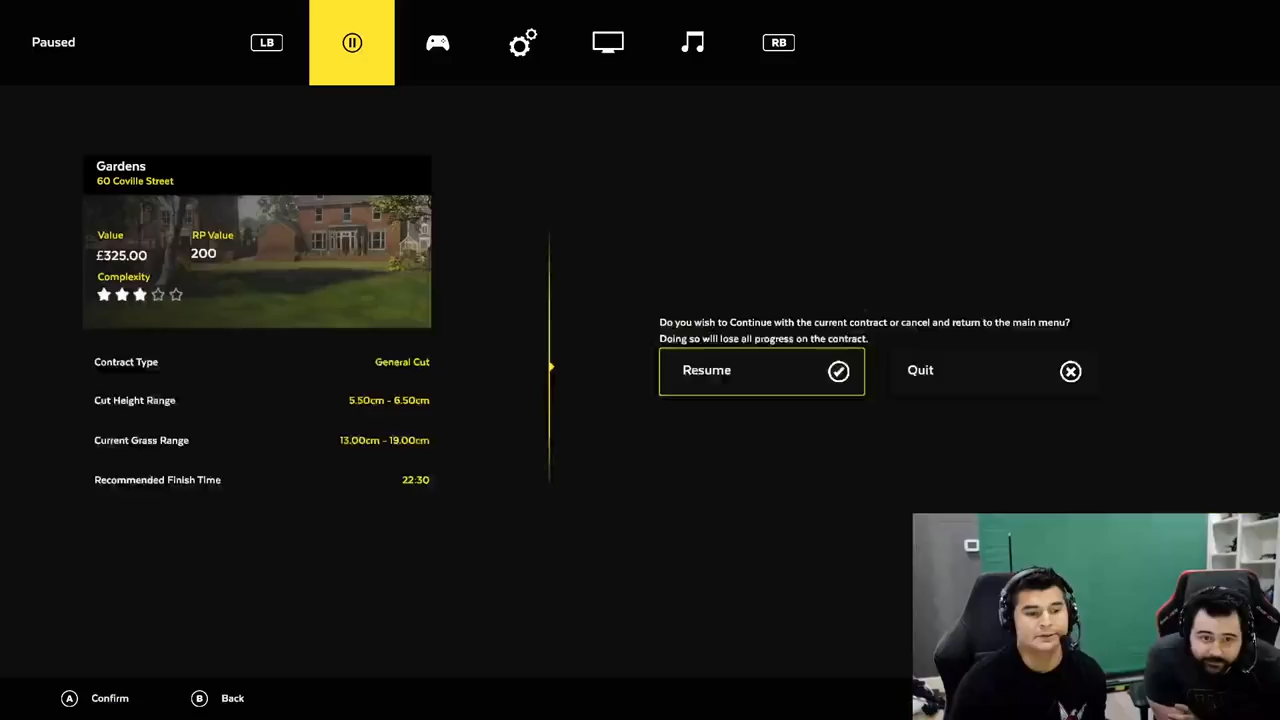 Paused
LB
RB
Gardens
60 Coville Street
Value
RP Value
£325.00
200
Complexity
Contract Type
General Cut
Cut Height Range
5.50cm - 6.50cm
Current Grass Range
13.00cm - 19.00cm
Recommended Finish Time
22:30
Do you wish to Continue with the current contract or cancel and return to the main menu?
Doing so will lose all progress on the contract.
Resume
Quit
A Confirm
B Back